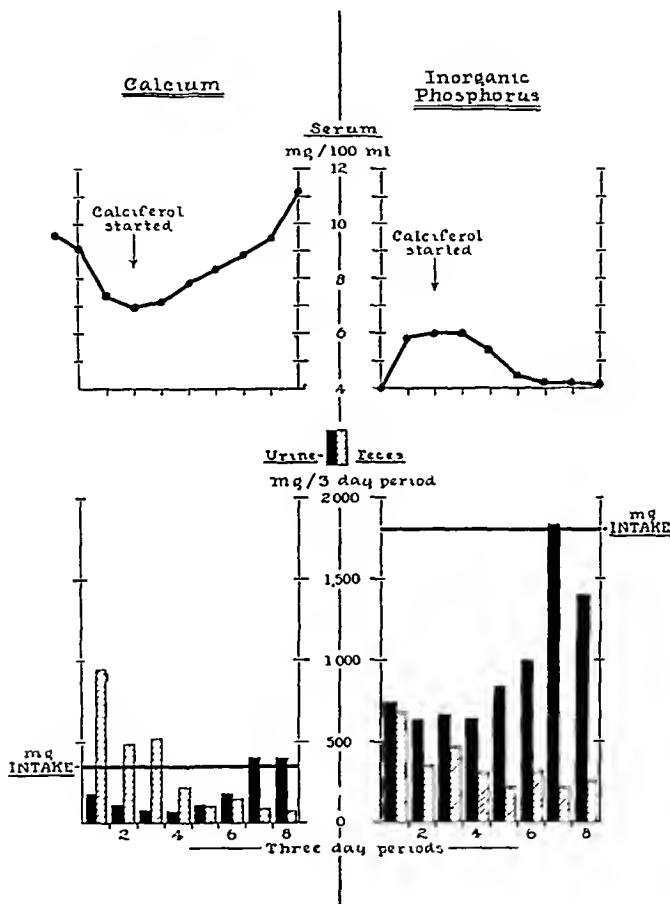 Calcium
Inorganic
Phosphorus
Serum
mg/100 ml
12
10
8
6
4
Calciferol
started
Calciferol
started
Urine- Feces
mg/3 day period
2000
1,500
1000
500
0
mg
INTAKE
mg
INTAKE
2 4 6 8
2 4 6 8
Three day periods